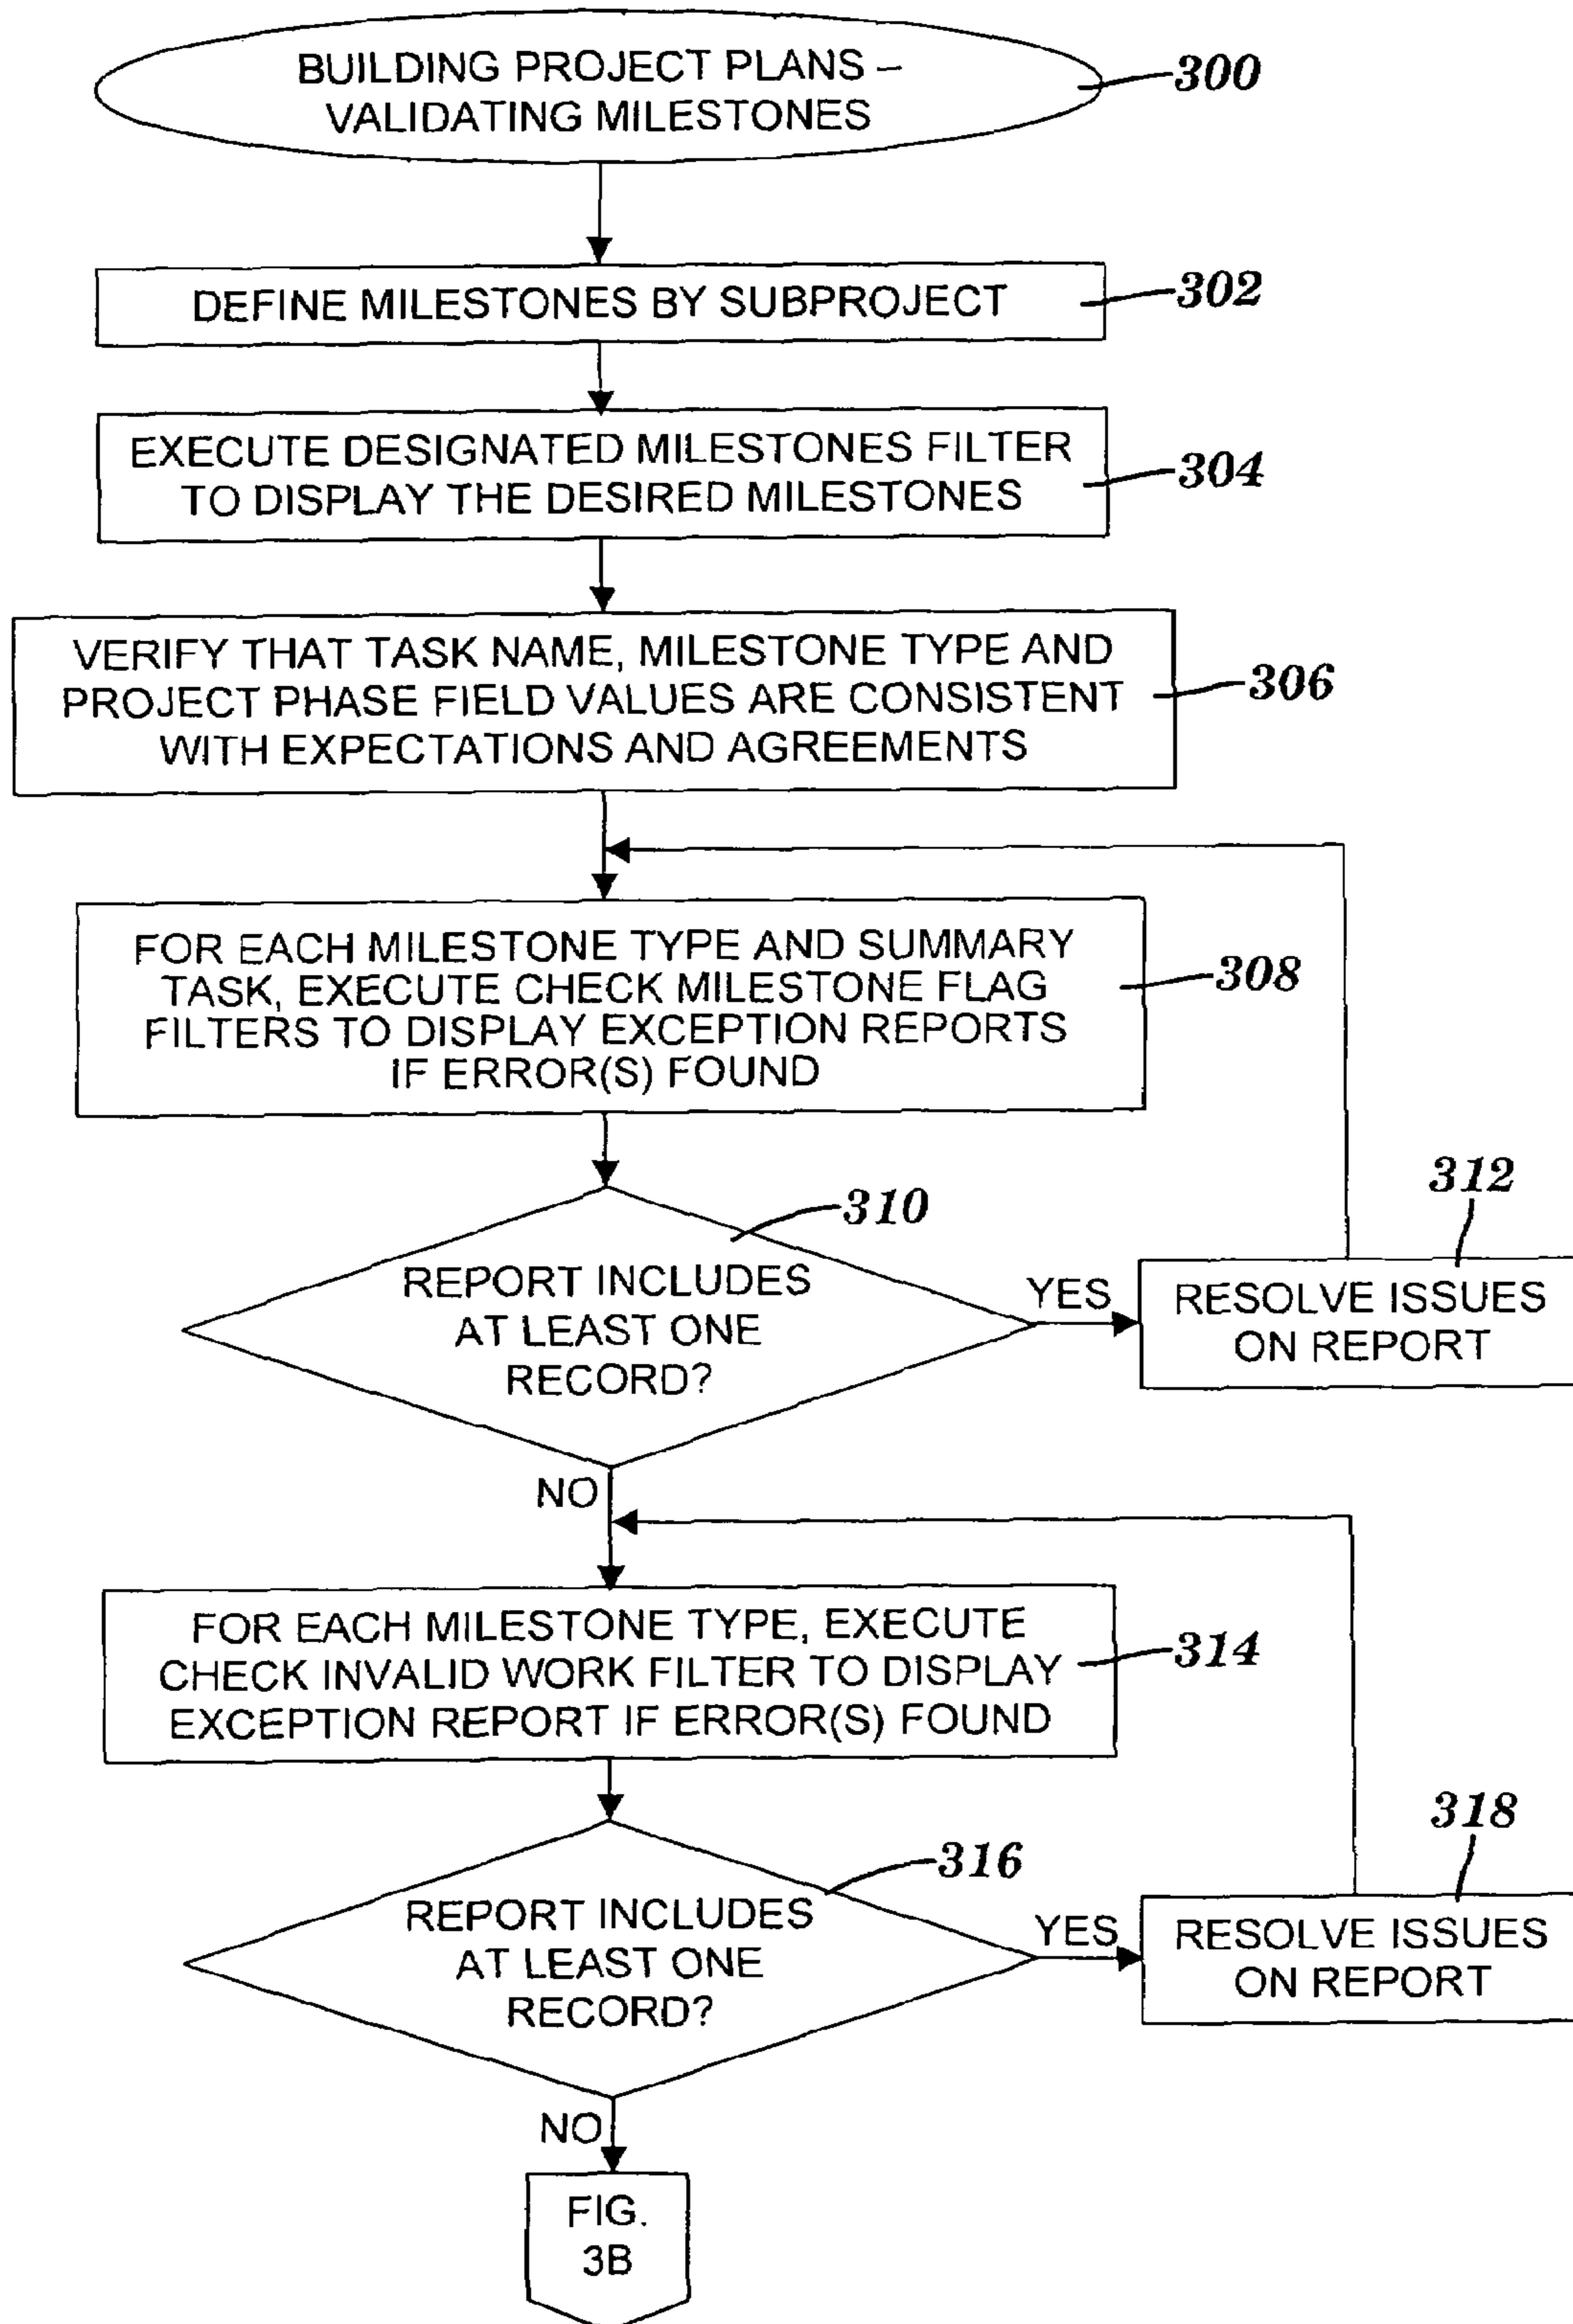 BUILDING PROJECT PLANS –
VALIDATING MILESTONES
300
DEFINE MILESTONES BY SUBPROJECT
302
EXECUTE DESIGNATED MILESTONES FILTER
TO DISPLAY THE DESIRED MILESTONES
304
VERIFY THAT TASK NAME, MILESTONE TYPE AND
PROJECT PHASE FIELD VALUES ARE CONSISTENT
WITH EXPECTATIONS AND AGREEMENTS
306
FOR EACH MILESTONE TYPE AND SUMMARY
TASK, EXECUTE CHECK MILESTONE FLAG
FILTERS TO DISPLAY EXCEPTION REPORTS
IF ERROR(S) FOUND
308
310
REPORT INCLUDES
AT LEAST ONE
RECORD?
YES
312
RESOLVE ISSUES
ON REPORT
NO
FOR EACH MILESTONE TYPE, EXECUTE
CHECK INVALID WORK FILTER TO DISPLAY
EXCEPTION REPORT IF ERROR(S) FOUND
314
316
REPORT INCLUDES
AT LEAST ONE
RECORD?
YES
318
RESOLVE ISSUES
ON REPORT
NO
FIG.
3B